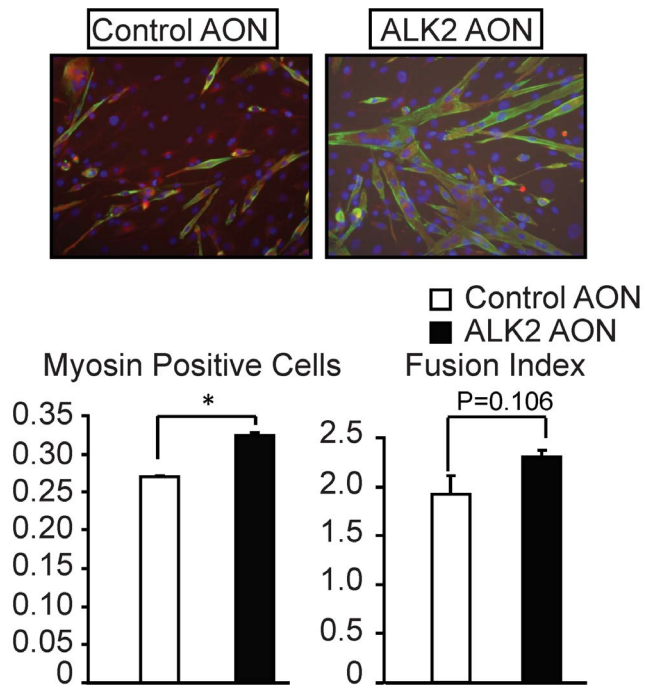 Control AON
ALK2 AON
Control AON
ALK2 AON
Myosin Positive Cells
*
0.35
0.30
0.25
0.20
0.15
0.10
0.05
0
Fusion Index
P=0.106
2.5
2.0
1.5
1.0
0.5
0